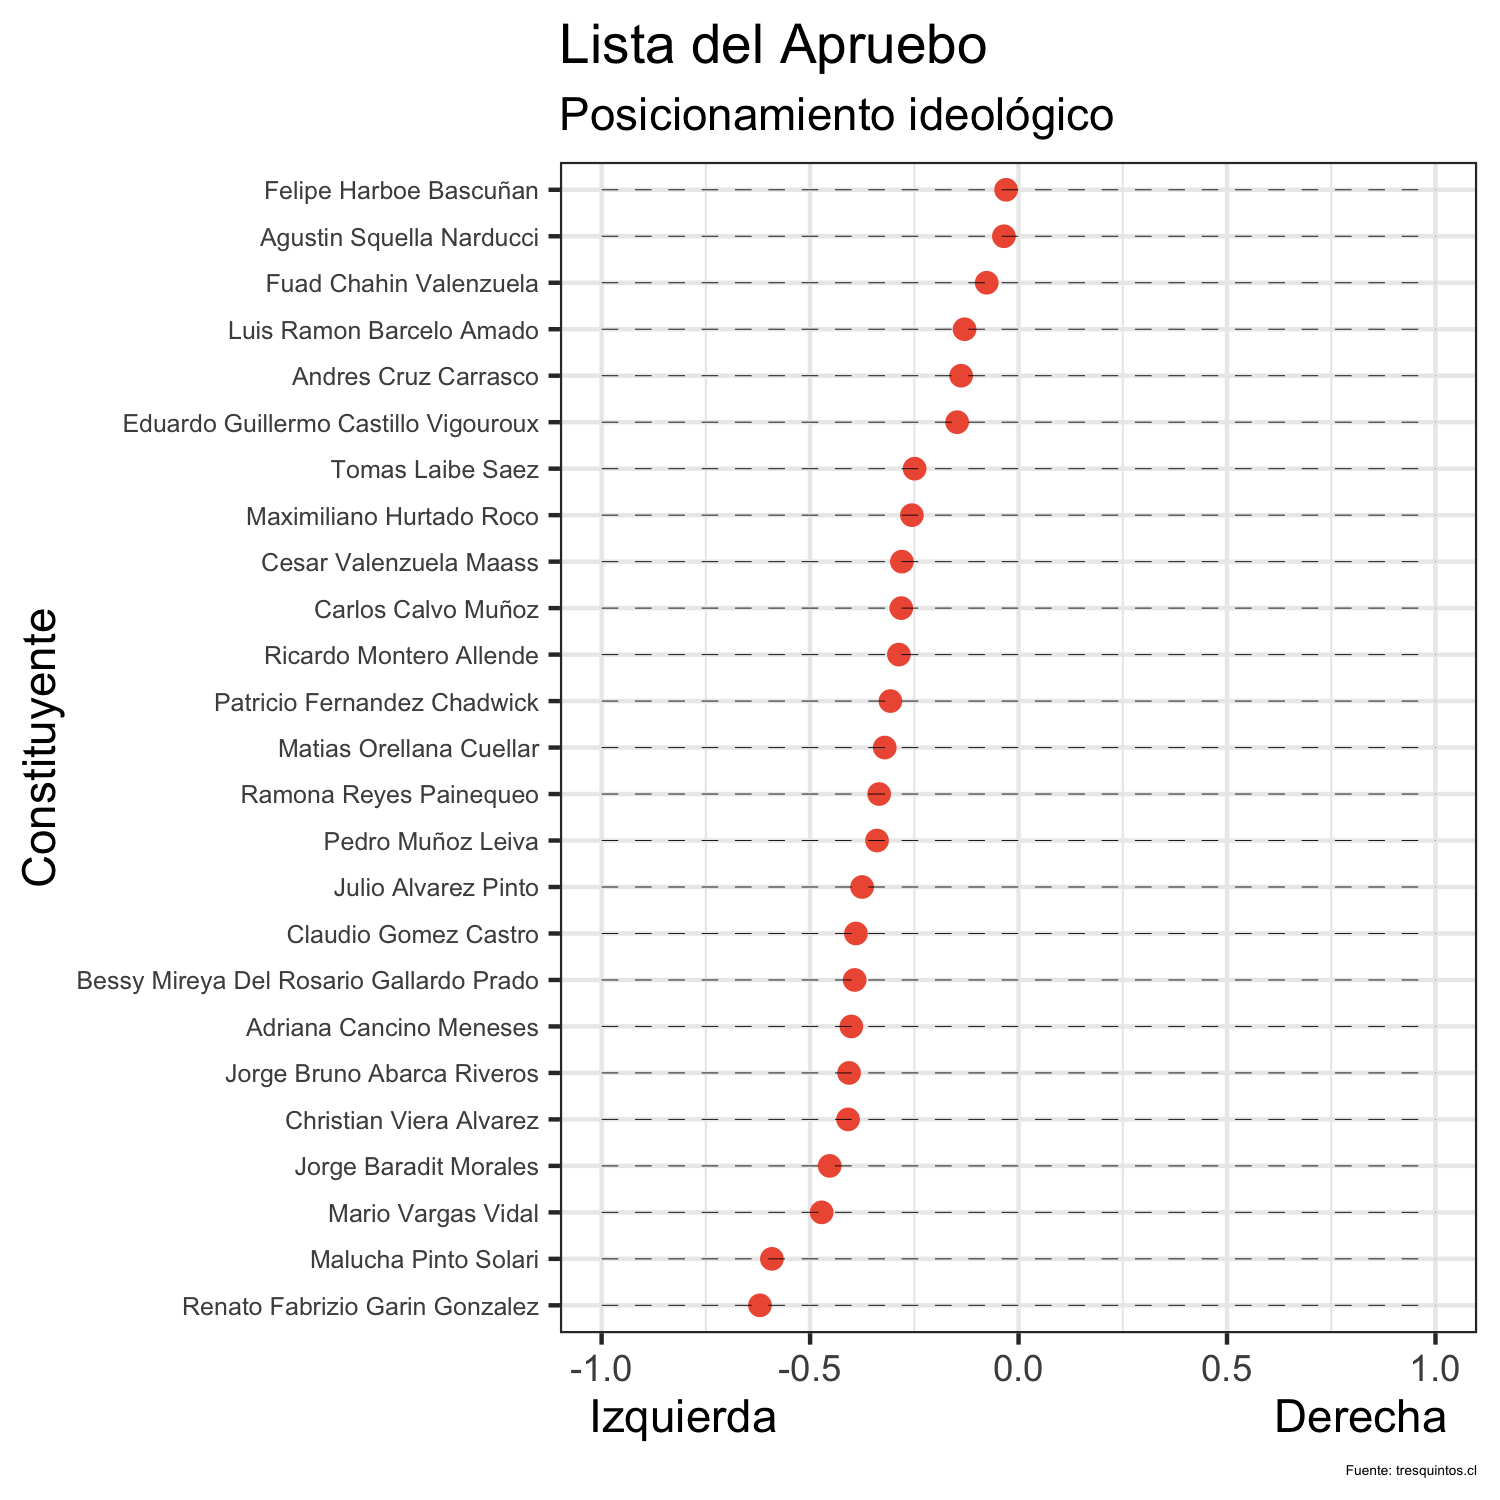 Lista del Apruebo
Posicionamiento ideológico
Constituyente
Felipe Harboe Bascuñan
Agustin Squella Narducci
Fuad Chahin Valenzuela
Luis Ramon Barcelo Amado
Andres Cruz Carrasco
Eduardo Guillermo Castillo Vigouroux
Tomas Laibe Saez
Maximiliano Hurtado Roco
Cesar Valenzuela Maass
Carlos Calvo Muñoz
Ricardo Montero Allende
Patricio Fernandez Chadwick
Matias Orellana Cuellar
Ramona Reyes Painequeo
Pedro Muñoz Leiva
Julio Alvarez Pinto
Claudio Gomez Castro
Bessy Mireya Del Rosario Gallardo Prado
Adriana Cancino Meneses
Jorge Bruno Abarca Riveros
Christian Viera Alvarez
Jorge Baradit Morales
Mario Vargas Vidal
Malucha Pinto Solari
Renato Fabrizio Garin Gonzalez
-1.0 -0.5 0.0 0.5 1.0
Izquierda Derecha
Fuente: tresquintos.cl